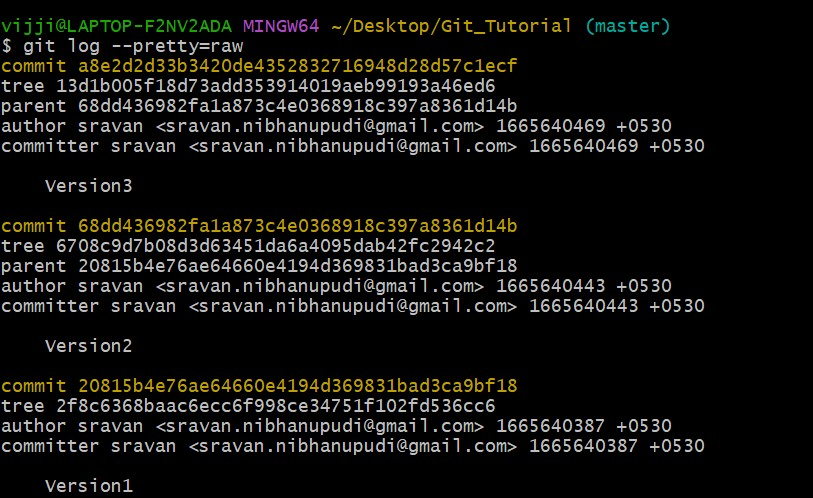 vijji@LAPTOP-F2NV2ADA MINGW64 ~/Desktop/Git_Tutorial (master)
$ git log --pretty=raw
commit a8e2d2d33b3420de4352832716948d28d57c1ecf
tree 13d1b005f18d73add353914019aeb99193a46ed6
parent 68dd436982fa1a873c4e0368918c397a8361d14b
author sravan <sravan.nibhanupudi@gmail.com> 1665640469 +0530
committer sravan <sravan.nibhanupudi@gmail.com> 1665640469 +0530
Version3
commit 68dd436982fa1a873c4e0368918c397a8361d14b
tree 6708c9d7b08d3d63451da6a4095dab42fc2942c2
parent 20815b4e76ae64660e4194d369831bad3ca9bf18
author sravan <sravan.nibhanupudi@gmail.com> 1665640443 +0530
committer sravan <sravan.nibhanupudi@gmail.com> 1665640443 +0530
Version2
commit 20815b4e76ae64660e4194d369831bad3ca9bf18
tree 2f8c6368baac6ecc6f998ce34751f102fd536cc6
author sravan <sravan.nibhanupudi@gmail.com> 1665640387 +0530
committer sravan <sravan.nibhanupudi@gmail.com> 1665640387 +0530
Version1